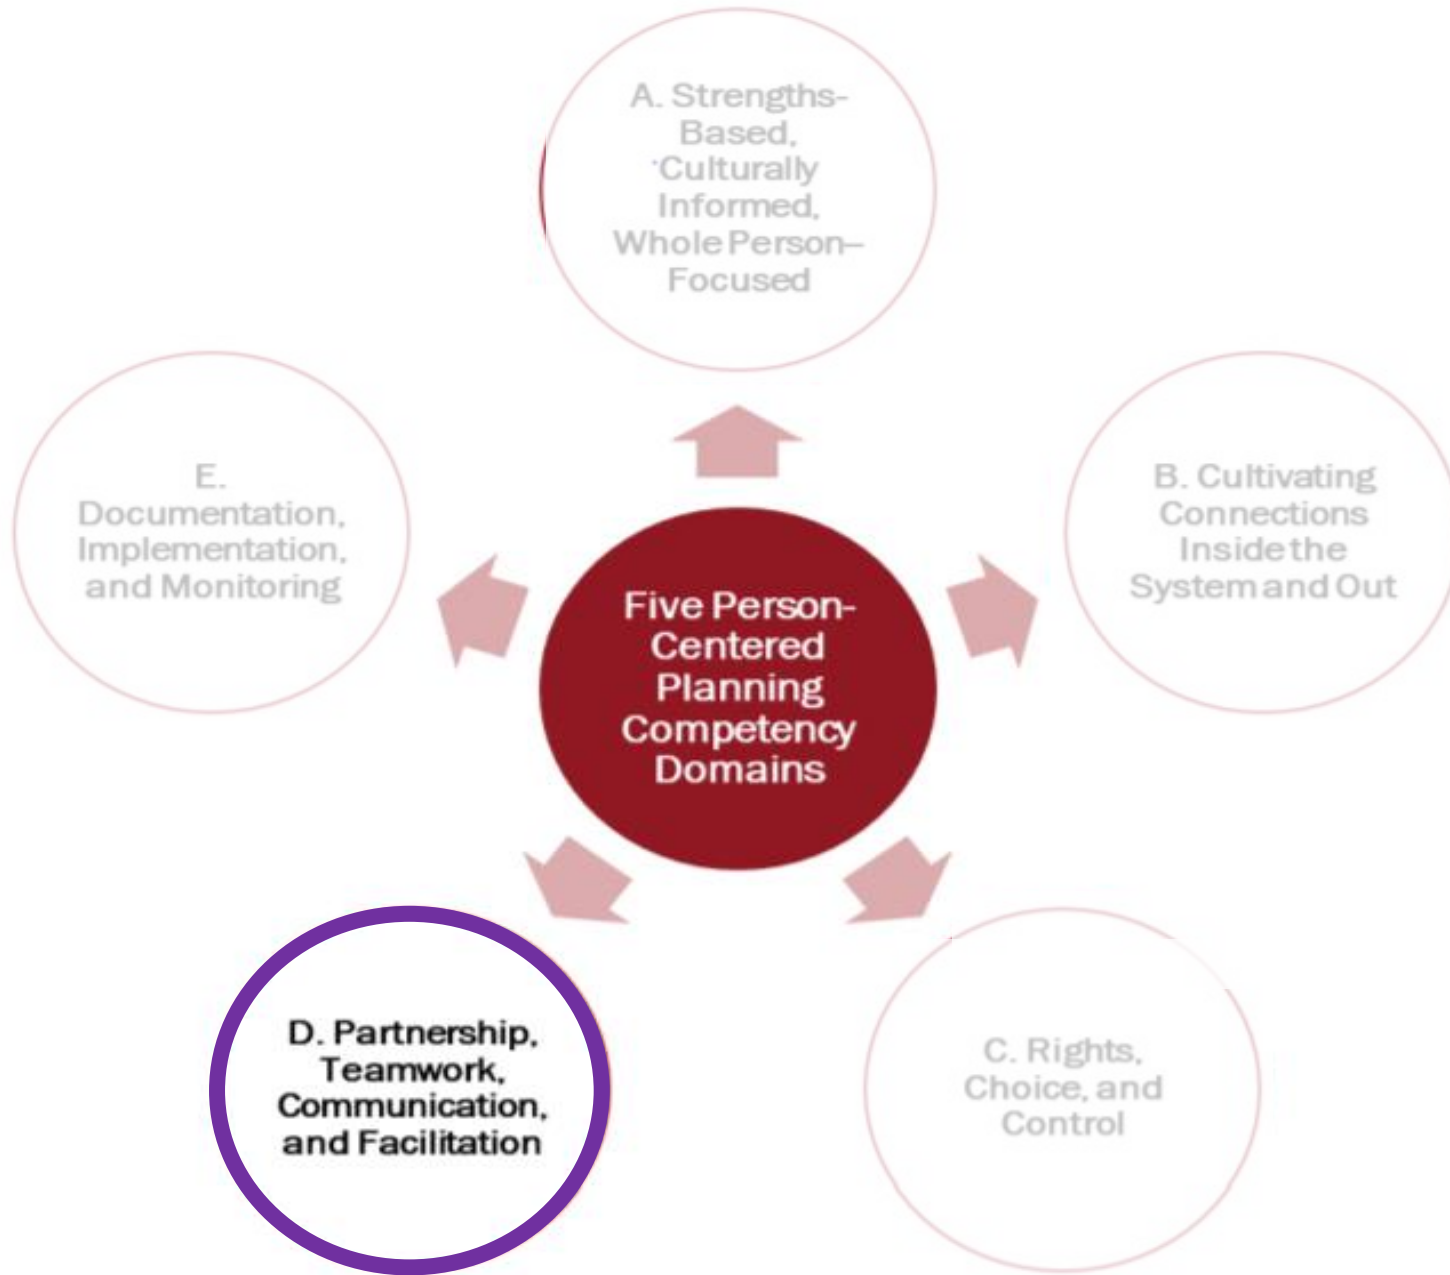 A. Strengths-
Based,
Culturally
Informed,
Whole Person–
Focused
E.
Documentation,
Implementation,
and Monitoring
B. Cultivating
Connections
Inside the
System and Out
Five Person-
Centered
Planning
Competency
Domains
D. Partnership,
Teamwork,
Communication,
and Facilitation
C. Rights,
Choice, and
Control